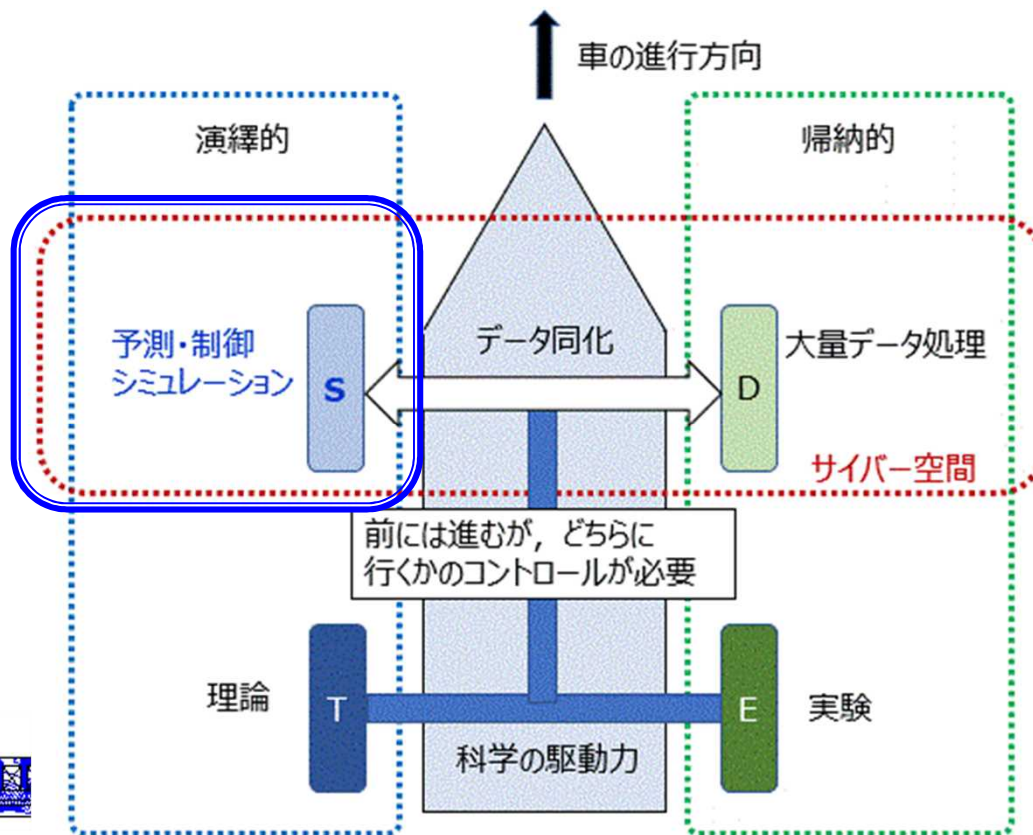 車の進行方向
演繹的
帰納的
予測・制御
シミュレーション
S
データ同化
D
大量データ処理
サイバー空間
前には進むが，どちらに
行くかのコントロールが必要
理論
T
E
実験
科学の駆動力